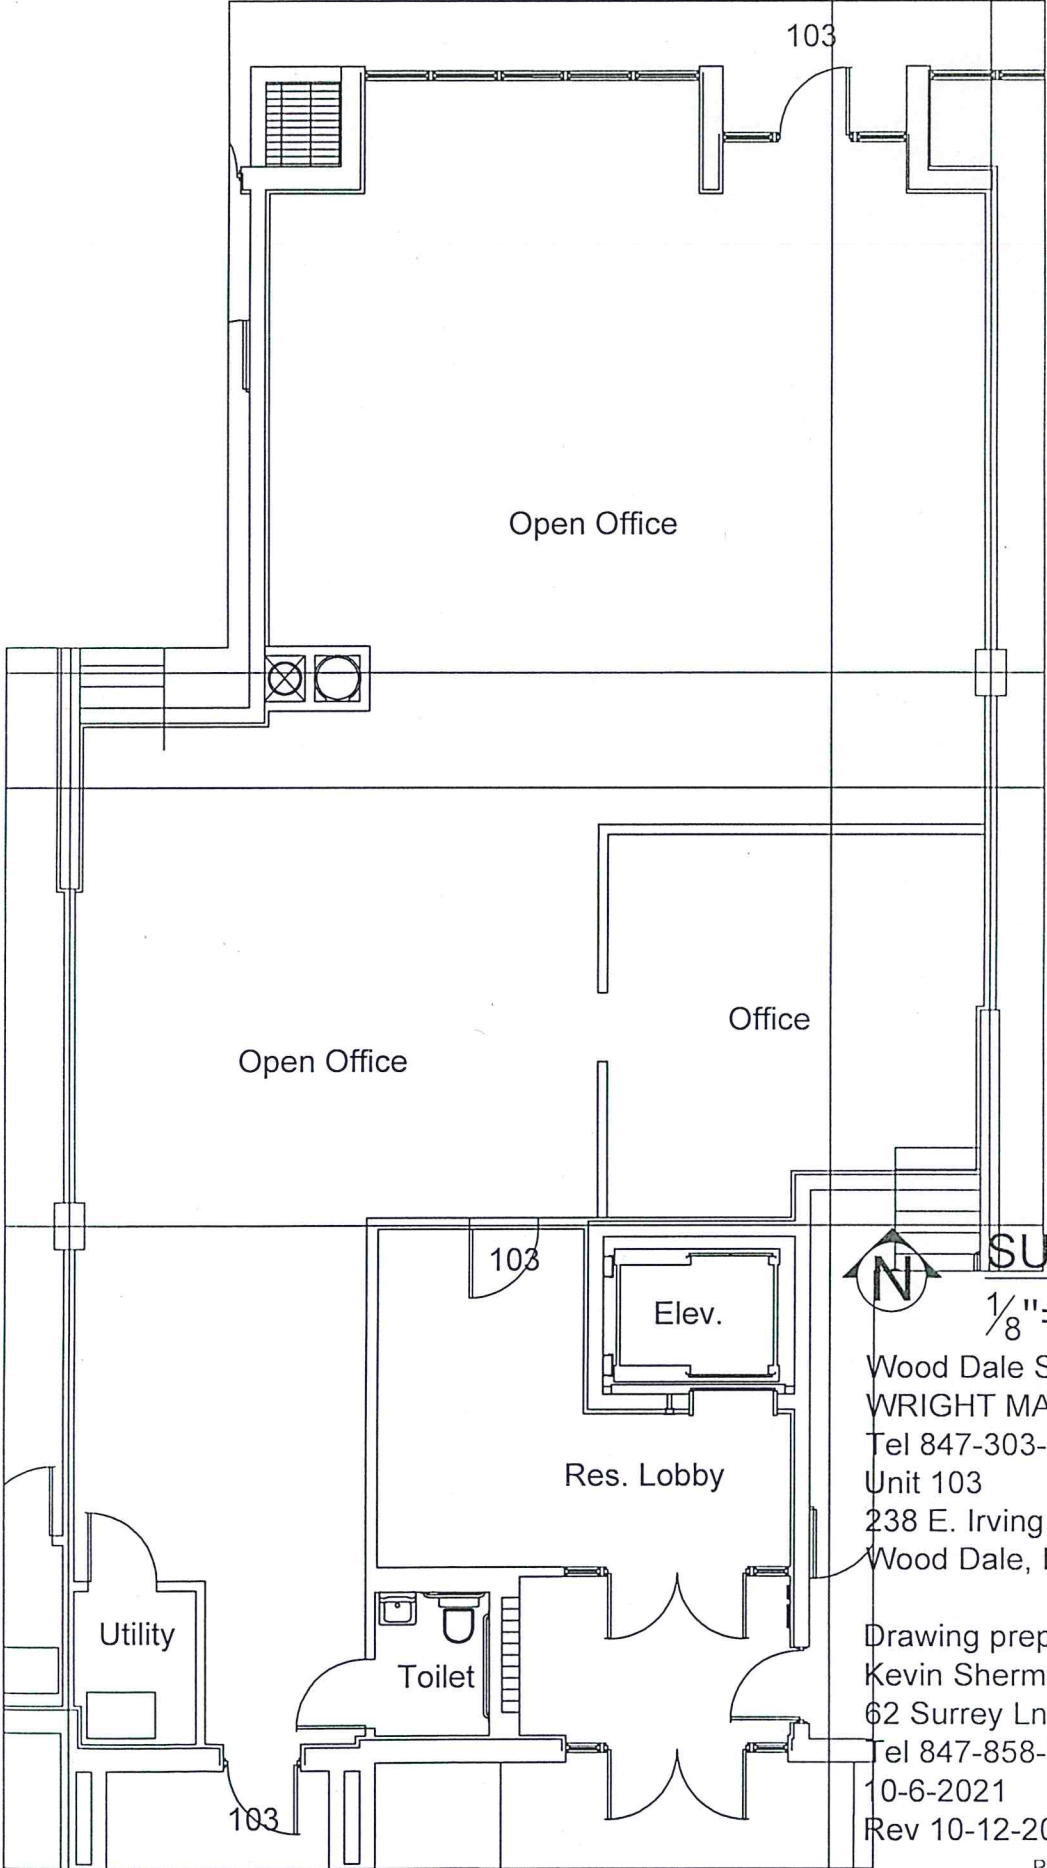 103
Open Office
Office
Open Office
103
Elev.
N
SU
1/8"=
Wood Dale S
WRIGHT MA
Tel 847-303-
Unit 103
238 E. Irving
Wood Dale, I
Res. Lobby
Utility
Toilet
Drawing prep
Kevin Sherm
62 Surrey Ln
Tel 847-858-
10-6-2021
Rev 10-12-20
103